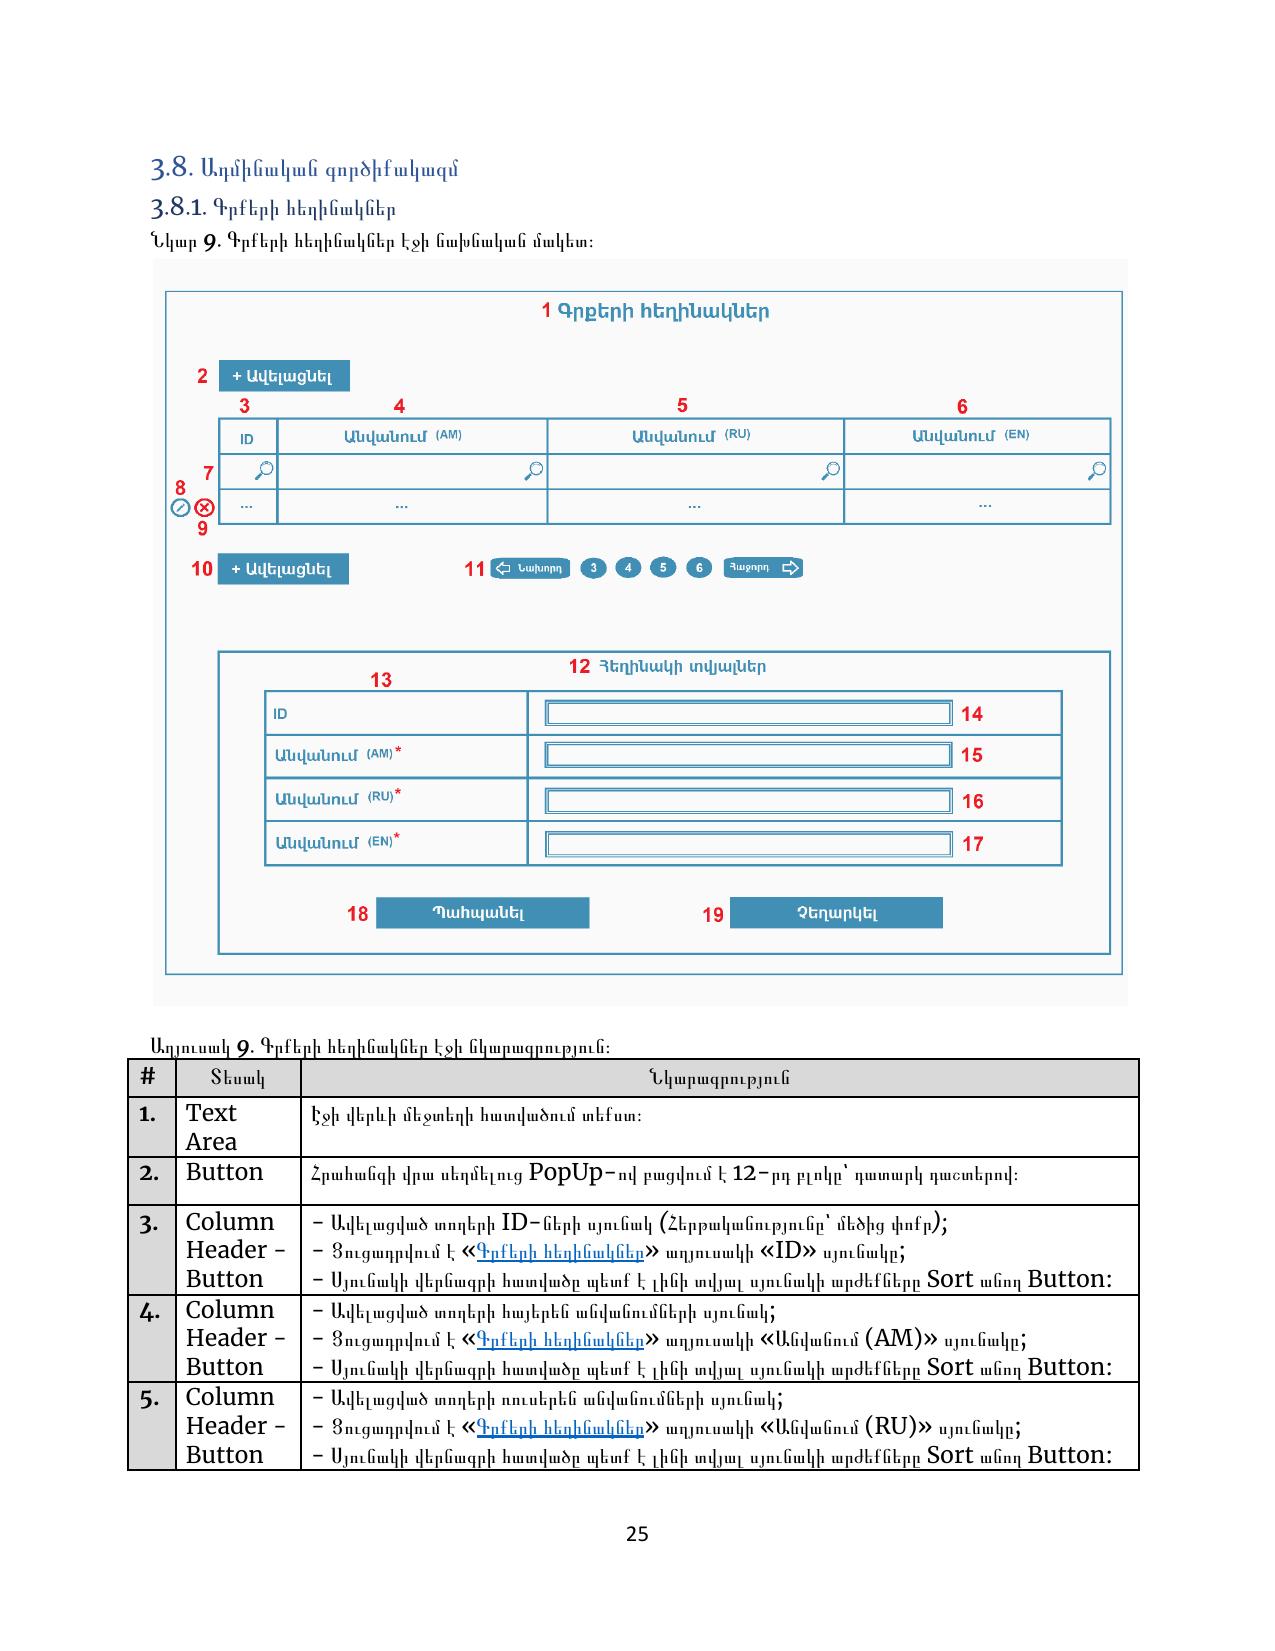 3.8. Ադմինական գործիքակազմ
3.8.1. Գրքերի հեղինակներ
Նկար 9. Գրքերի հեղինակներ էջի նախնական մակետ:
1 Գրքերի հեղինակներ
2 + Ավելացնել
3 4 5 6
ID Անվանում (AM) Անվանում (RU) Անվանում (EN)
7
8
... ... ... ...
9
10 + Ավելացնել 11 Նախորդ 3 4 5 6 Հաջորդ
12 Հեղինակի տվյալներ
13
ID 14
Անվանում (AM)* 15
Անվանում (RU)* 16
Անվանում (EN)* 17
18 Պահպանել 19 Չեղարկել
Աղյուսակ 9. Գրքերի հեղինակներ էջի նկարագրություն:
# Տեսակ Նկարագրություն
1. Text Էջի վերևի մեջտեղի հատվածում տեքստ:
Area
2. Button Հրահանգի վրա սեղմելուց PopUp-ով բացվում է 12-րդ բլոկը՝ դատարկ դաշտերով:
3. Column - Ավելացված տողերի ID-ների սյունակ (Հերթականությունը՝ մեծից փոքր);
Header - - Ցուցադրվում է «Գրքերի հեղինակներ» աղյուսակի «ID» սյունակը;
Button - Սյունակի վերնագրի հատվածը պետք է լինի տվյալ սյունակի արժեքները Sort անող Button:
4. Column - Ավելացված տողերի հայերեն անվանումների սյունակ;
Header - - Ցուցադրվում է «Գրքերի հեղինակներ» աղյուսակի «Անվանում (AM)» սյունակը;
Button - Սյունակի վերնագրի հատվածը պետք է լինի տվյալ սյունակի արժեքները Sort անող Button:
5. Column - Ավելացված տողերի ռուսերեն անվանումների սյունակ;
Header - - Ցուցադրվում է «Գրքերի հեղինակներ» աղյուսակի «Անվանում (RU)» սյունակը;
Button - Սյունակի վերնագրի հատվածը պետք է լինի տվյալ սյունակի արժեքները Sort անող Button:
25